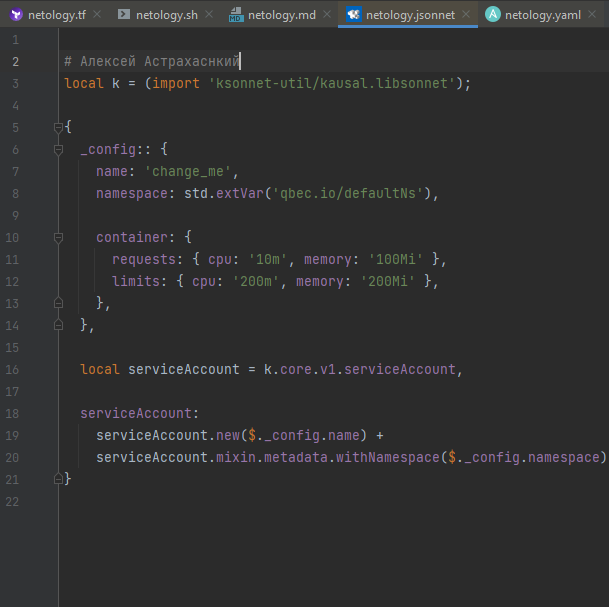 netology.tf netology.sh netology.md netology.jsonnet netology.yaml
1
2 # Алексей Астрахаснкий
3 local k = (import 'ksonnet-util/kausal.libsonnet');
4
5 {
6 _config:: {
7 name: 'change_me',
8 namespace: std.extVar('qbec.io/defaultNs'),
9
10 container: {
11 requests: { cpu: '10m', memory: '100Mi' },
12 limits: { cpu: '200m', memory: '200Mi' },
13 },
14 },
15
16 local serviceAccount = k.core.v1.serviceAccount,
17
18 serviceAccount:
19 serviceAccount.new($._config.name) +
20 serviceAccount.mixin.metadata.withNamespace($._config.namespace)
21 }
22